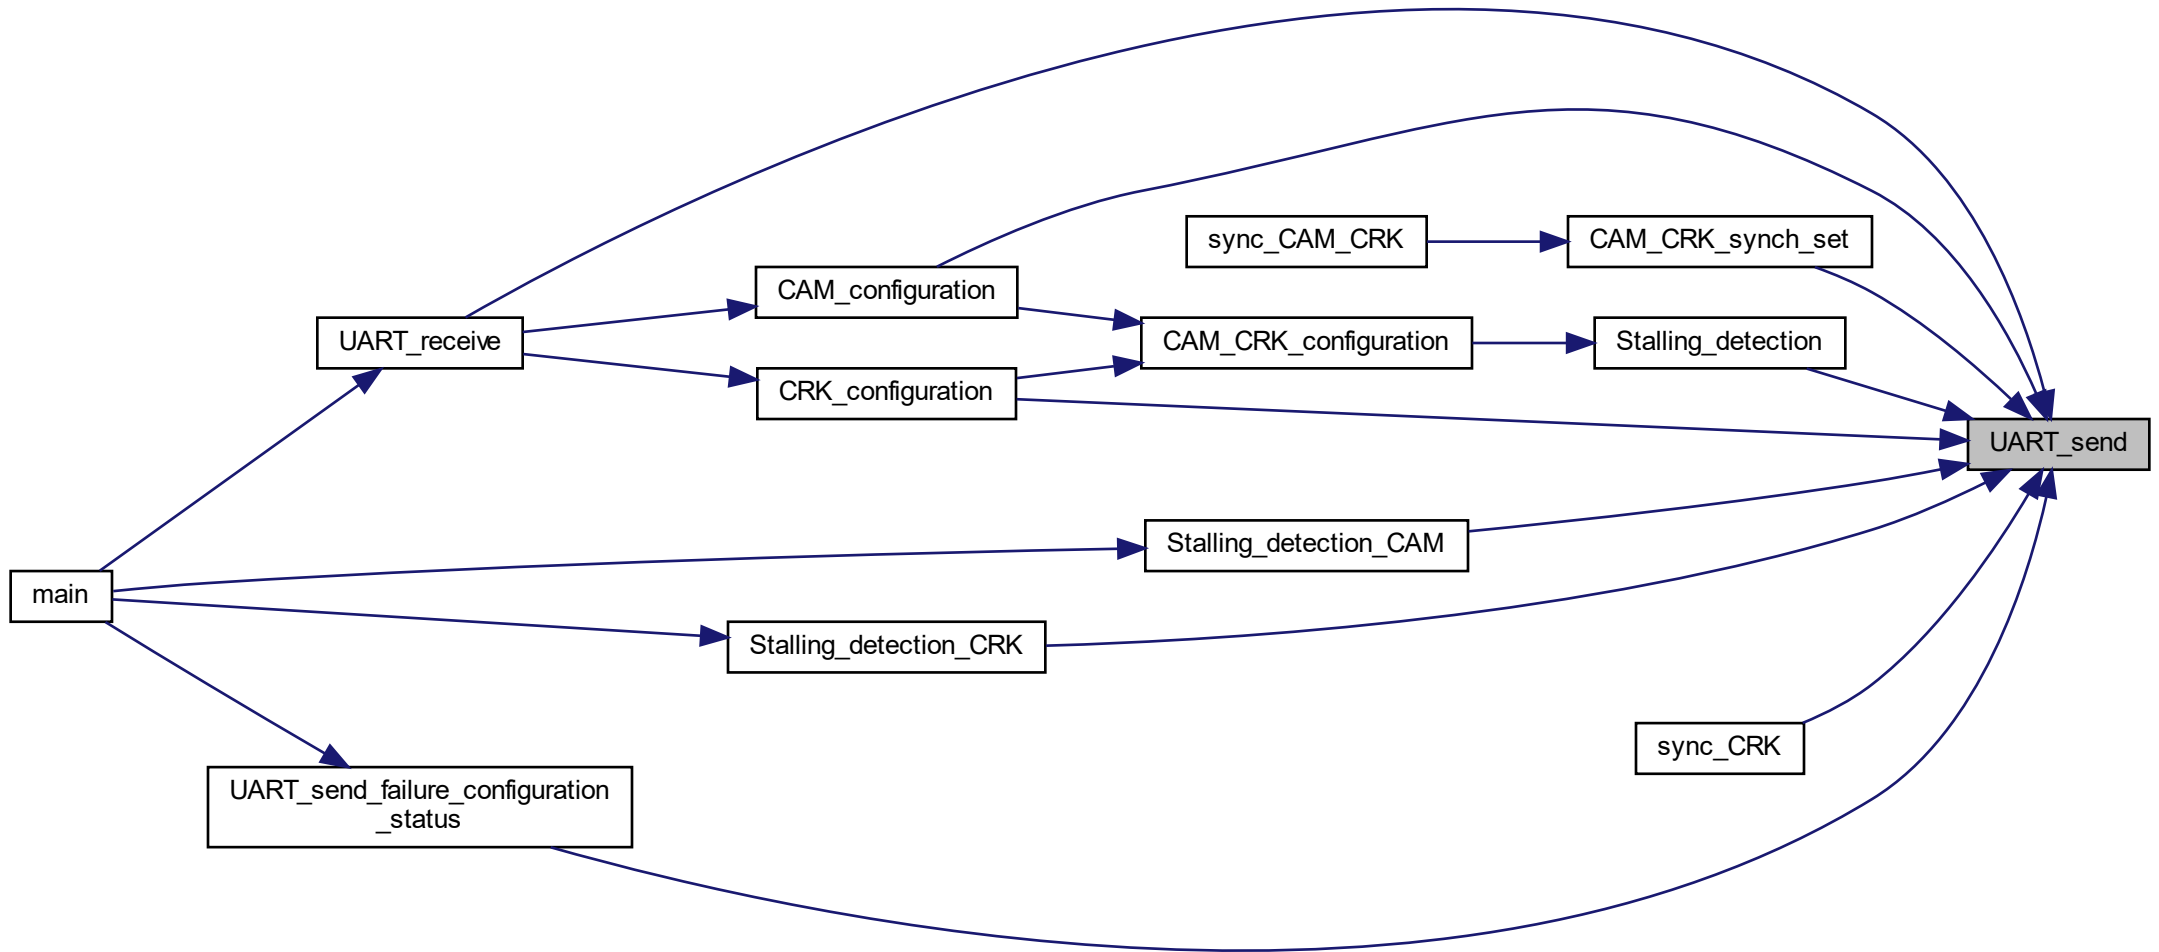 sync_CAM_CRK
CAM_CRK_synch_set
CAM_configuration
UART_receive
CAM_CRK_configuration
Stalling_detection
CRK_configuration
UART_send
Stalling_detection_CAM
main
Stalling_detection_CRK
sync_CRK
UART_send_failure_configuration
_status